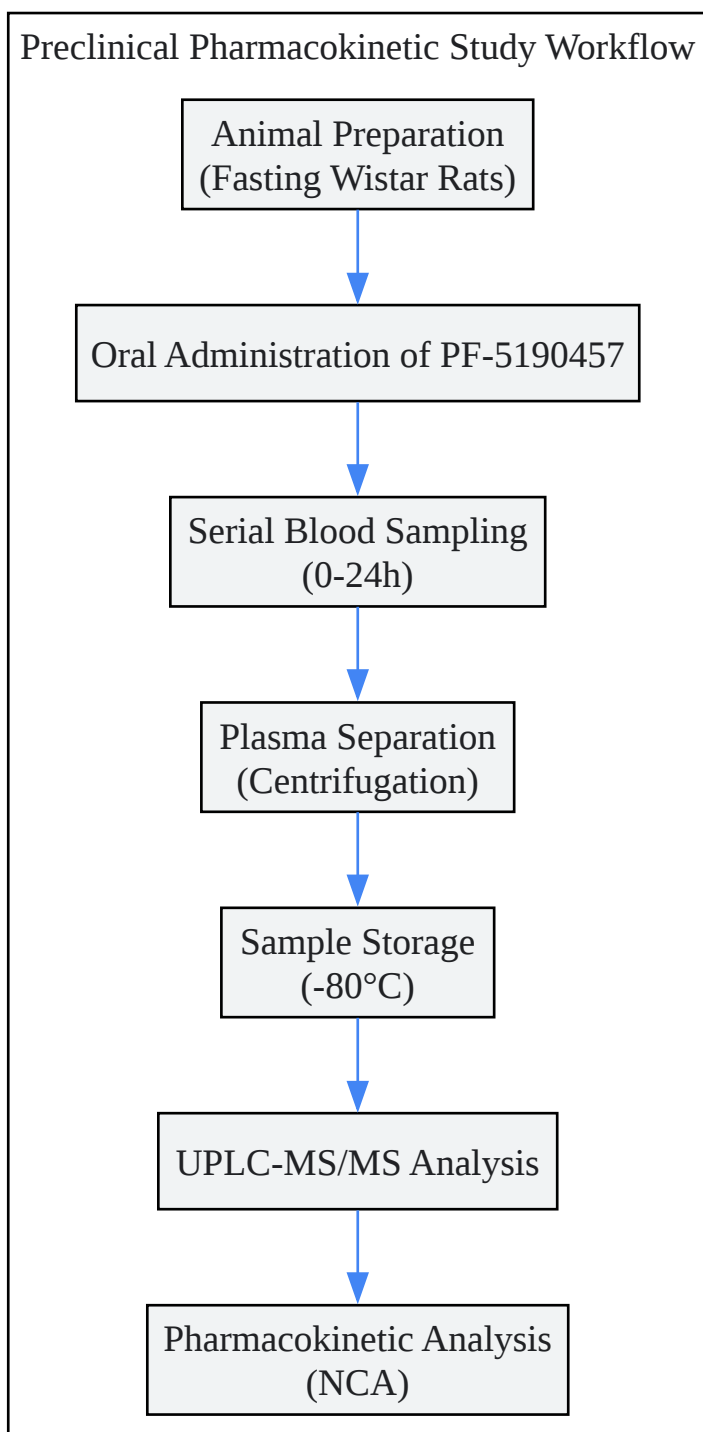 Preclinical Pharmacokinetic Study Workflow
Animal Preparation
(Fasting Wistar Rats)
Oral Administration of PF-5190457
Serial Blood Sampling
(0-24h)
Plasma Separation
(Centrifugation)
Sample Storage
(-80°C)
UPLC-MS/MS Analysis
Pharmacokinetic Analysis
(NCA)